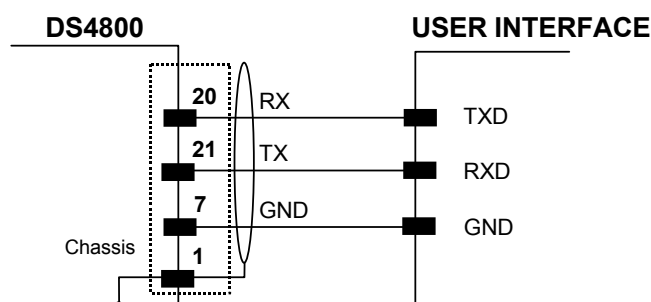 DS4800 USER INTERFACE
20 RX TXD
21 TX RXD
7 GND GND
Chassis 1